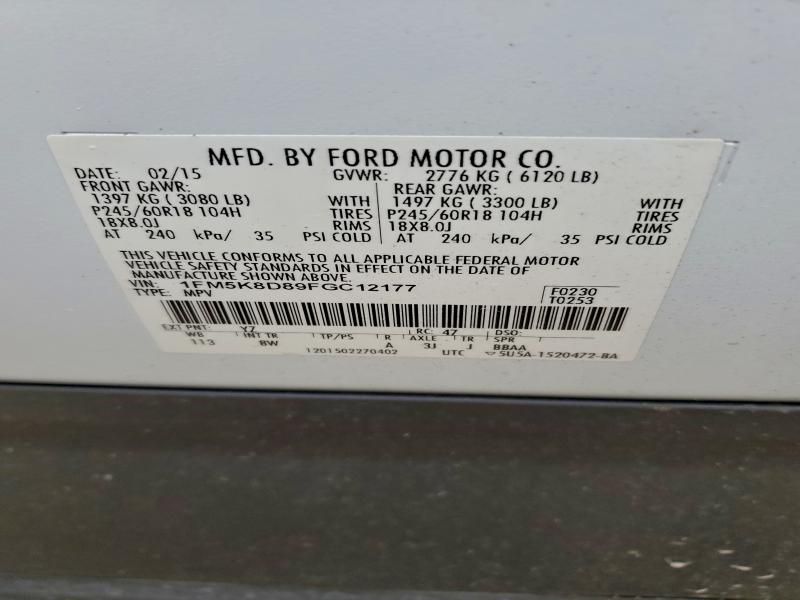 MFD. BY FORD MOTOR CO.
DATE: 02/15 GVWR: 2776 KG ( 6120 LB)
FRONT GAWR: REAR GAWR:
1397 KG ( 3080 LB) WITH 1497 KG ( 3300 LB) WITH
P245/60R18 104H TIRES P245/60R18 104H TIRES
18X8.0J RIMS 18X8.0J RIMS
AT 240 kPa/ 35 PSI COLD AT 240 kPa/ 35 PSI COLD
THIS VEHICLE CONFORMS TO ALL APPLICABLE FEDERAL MOTOR
VEHICLE SAFETY STANDARDS IN EFFECT ON THE DATE OF
MANUFACTURE SHOWN ABOVE.
VIN: 1FM5K8D89FGC12177 F0230
TYPE: MPV T0253
EXT PNT: YZ RC: 47 DSO:
WB INT TR TP/PS R AXLE TR SPR
113 8W A 3J J BBAA
1201502270402 UTC 5U5A-1520472-BA